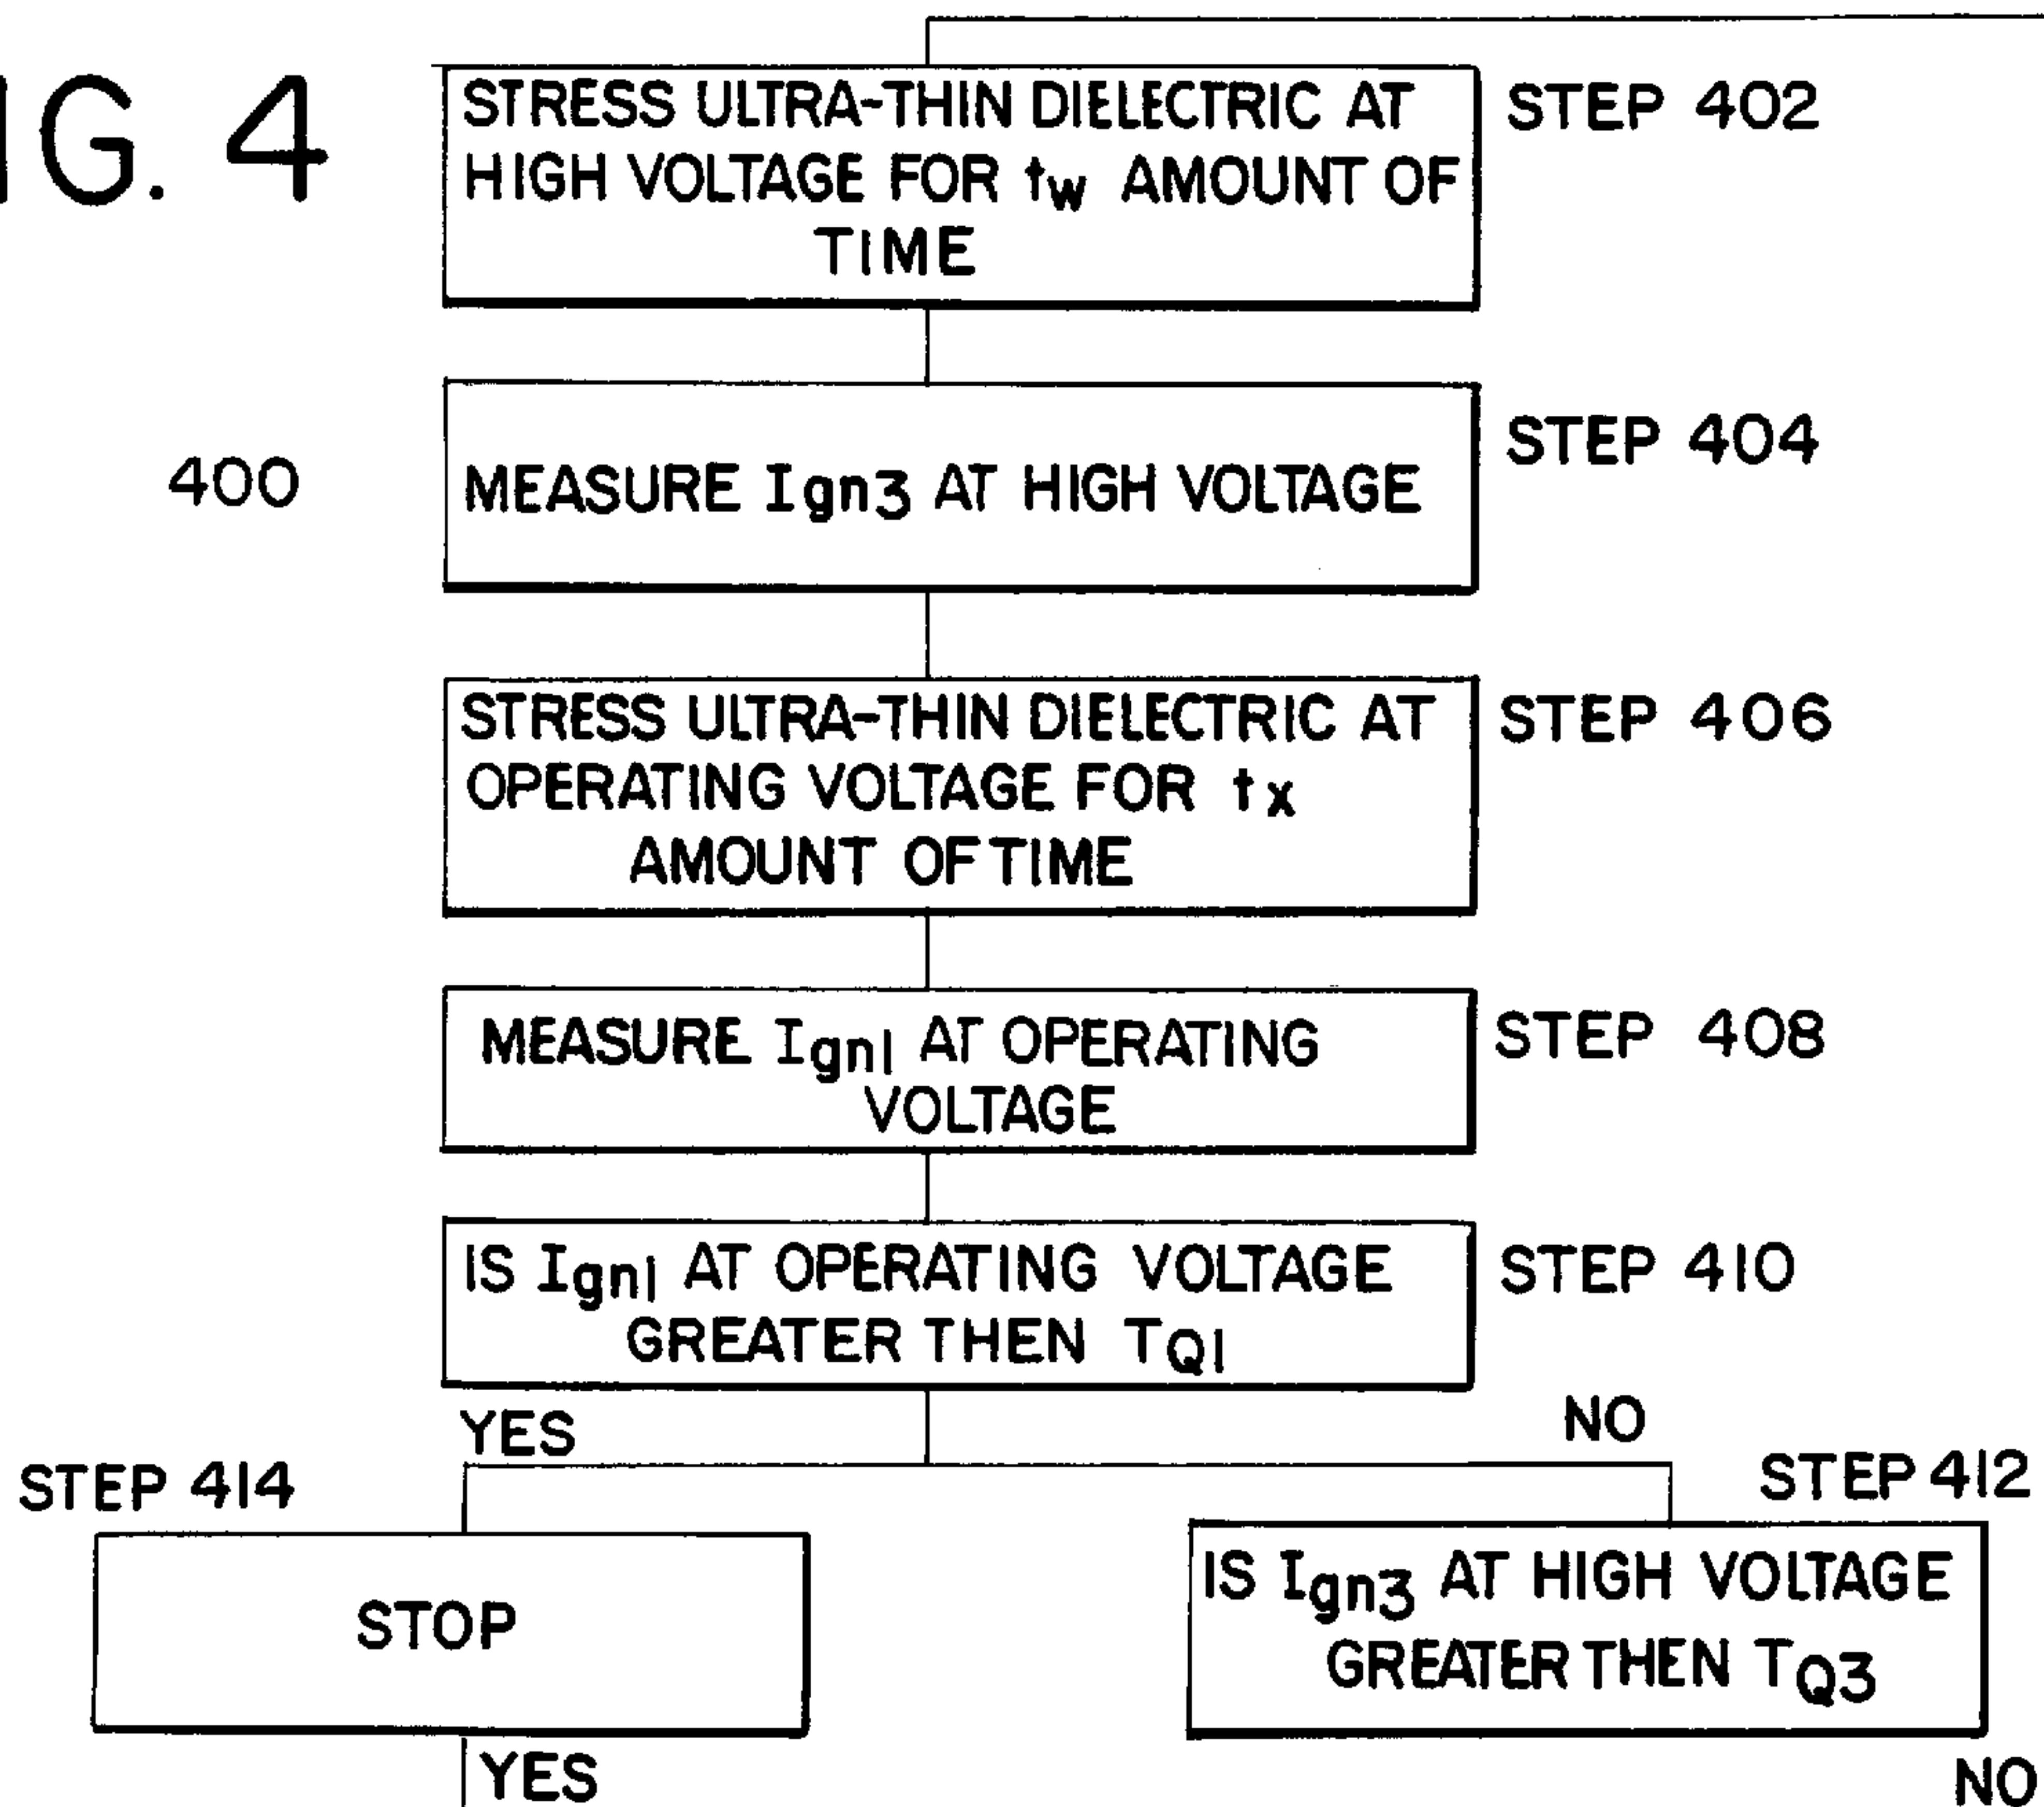 IG. 4
STRESS ULTRA-THIN DIELECTRIC AT
HIGH VOLTAGE FOR tw AMOUNT OF
TIME
STEP 402
400
MEASURE Ign3 AT HIGH VOLTAGE
STEP 404
STRESS ULTRA-THIN DIELECTRIC AT
OPERATING VOLTAGE FOR tx
AMOUNT OF TIME
STEP 406
MEASURE Ign1 AT OPERATING
VOLTAGE
STEP 408
IS Ign1 AT OPERATING VOLTAGE
GREATER THEN TQ1
STEP 410
YES
NO
STEP 414
STEP 412
STOP
IS Ign3 AT HIGH VOLTAGE
GREATER THEN TQ3
YES
NO